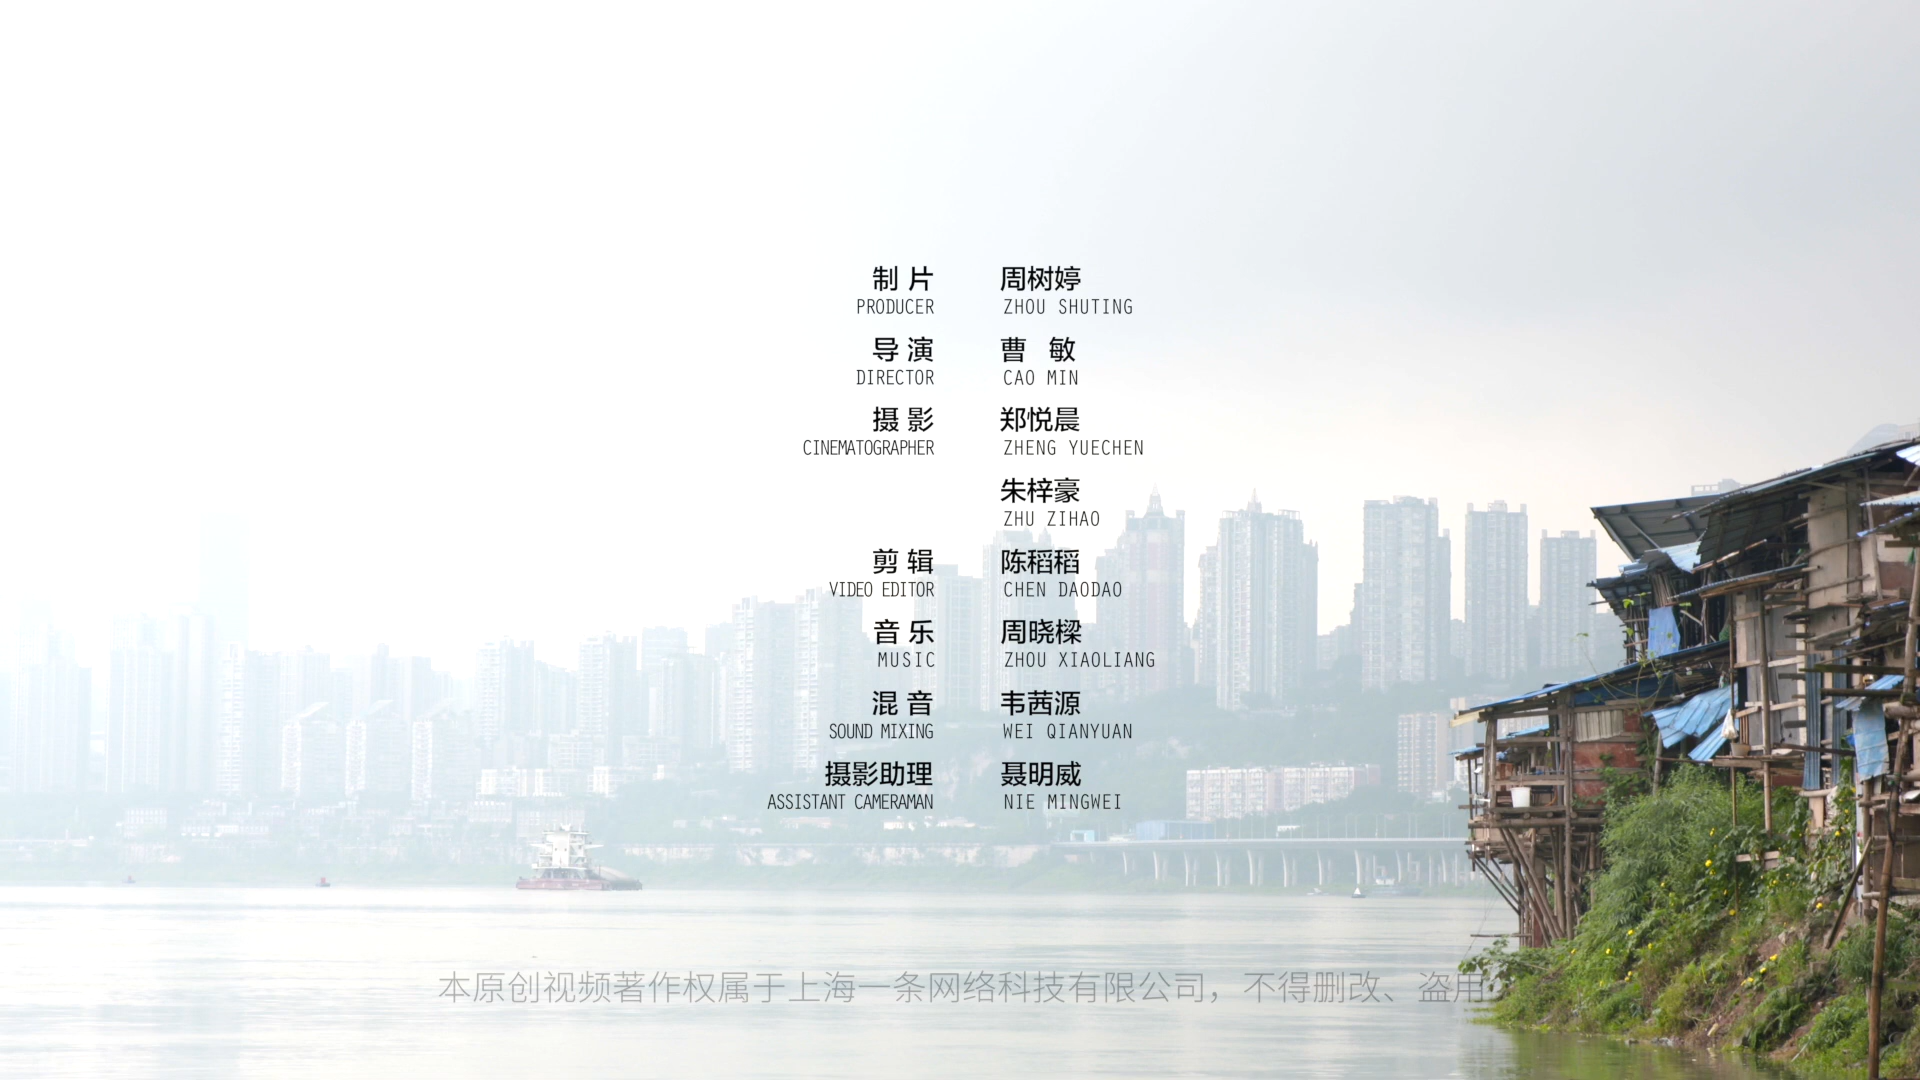 制 片 周树婷
PRODUCER ZHOU SHUTING
导 演 曹 敏
DIRECTOR CAO MIN
摄 影 郑悦晨
CINEMATOGRAPHER ZHENG YUECHEN
朱梓豪
ZHU ZIHAO
剪 辑 陈稻稻
VIDEO EDITOR CHEN DAODAO
音 乐 周晓樑
MUSIC ZHOU XIAOLIANG
混 音 韦茜源
SOUND MIXING WEI QIANYUAN
摄影助理 聂明威
ASSISTANT CAMERAMAN NIE MINGWEI
本原创视频著作权属于上海一条网络科技有限公司，不得删改、盗用